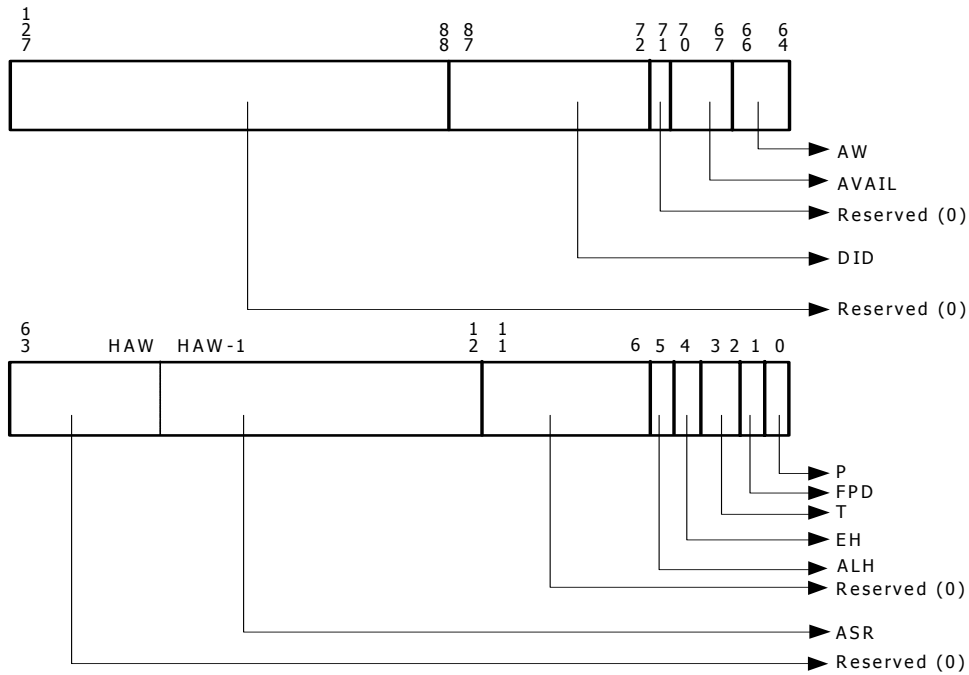 127 88 87 72 71 70 67 66 64
AW
AVAIL
Reserved (0)
DID
Reserved (0)
63 HAW HAW-1 12 11 6 5 4 3 2 1 0
P
FPD
T
EH
ALH
Reserved (0)
ASR
Reserved (0)